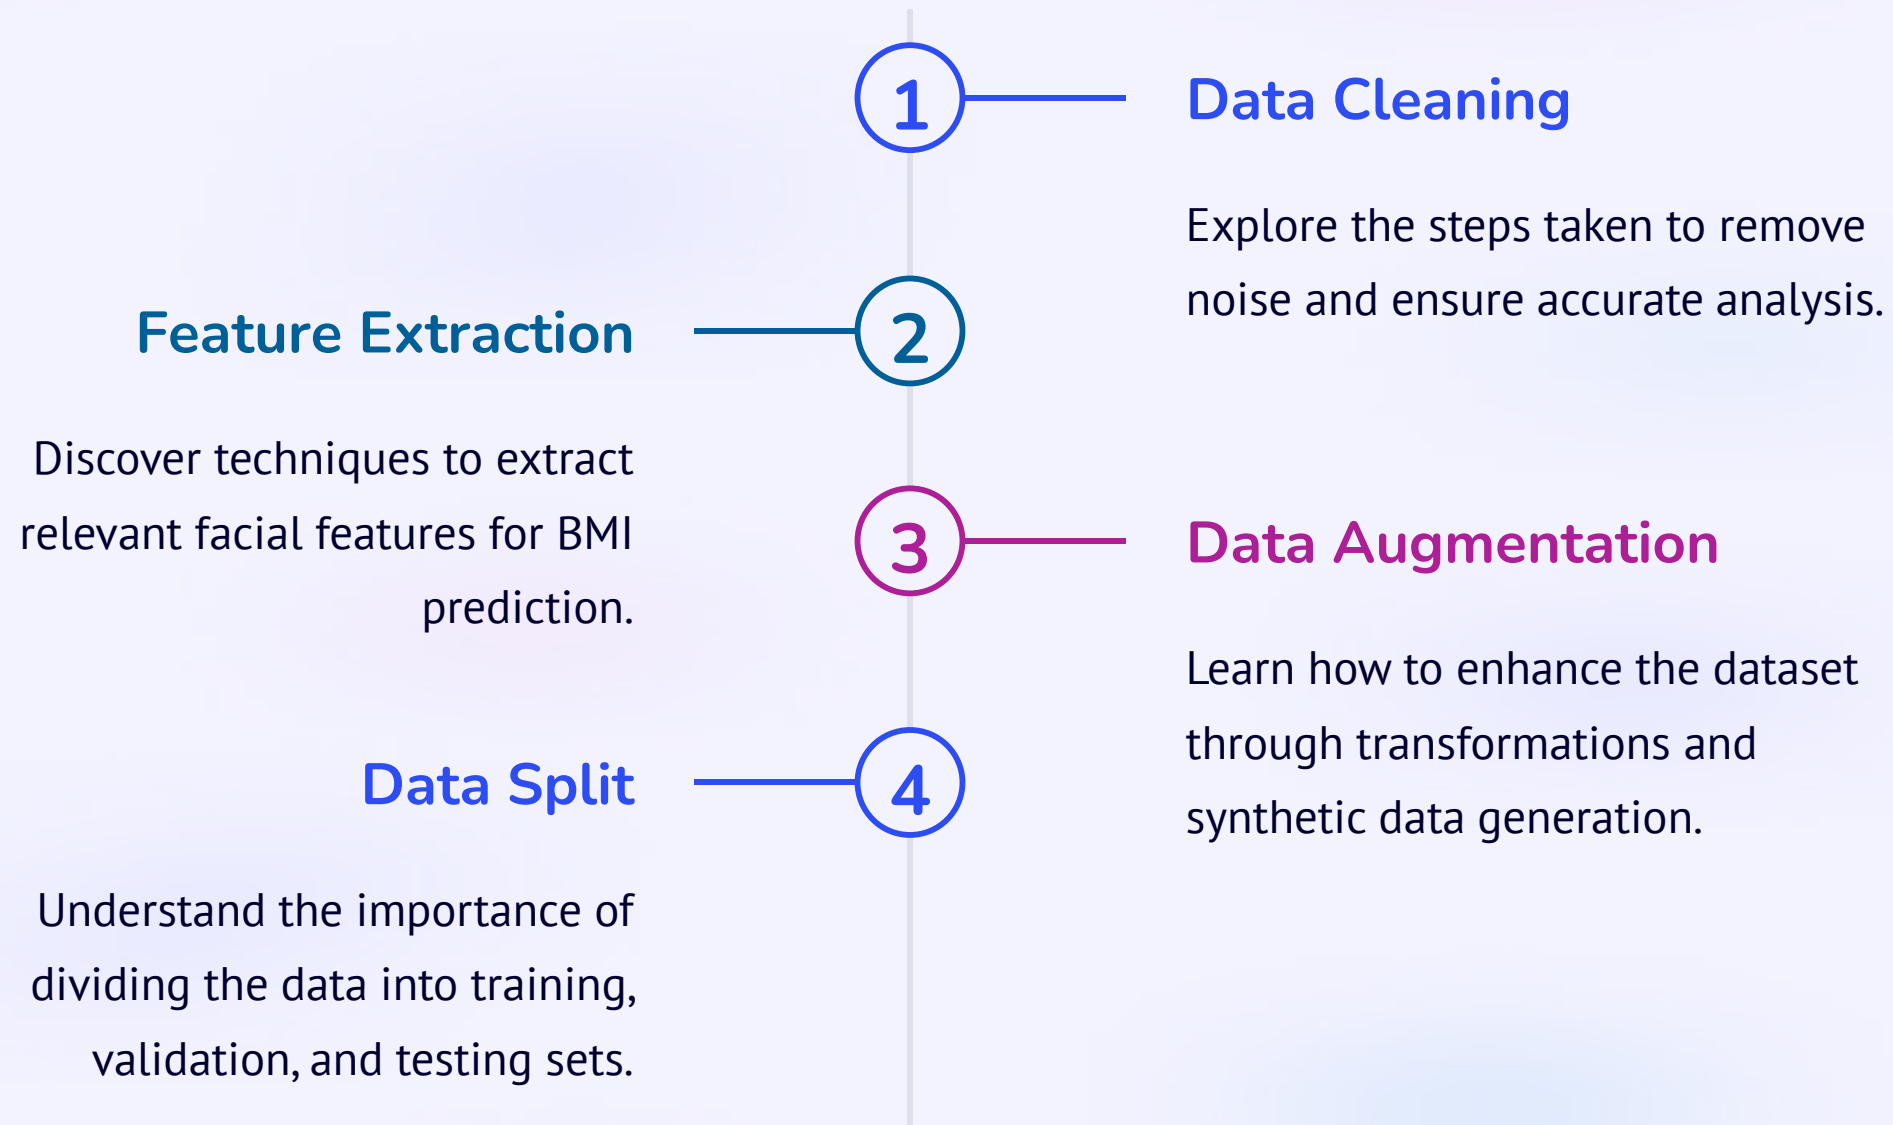 1
Data Cleaning
Explore the steps taken to remove
noise and ensure accurate analysis.
2
Feature Extraction
Discover techniques to extract
relevant facial features for BMI
prediction.
3
Data Augmentation
Learn how to enhance the dataset
through transformations and
synthetic data generation.
4
Data Split
Understand the importance of
dividing the data into training,
validation, and testing sets.